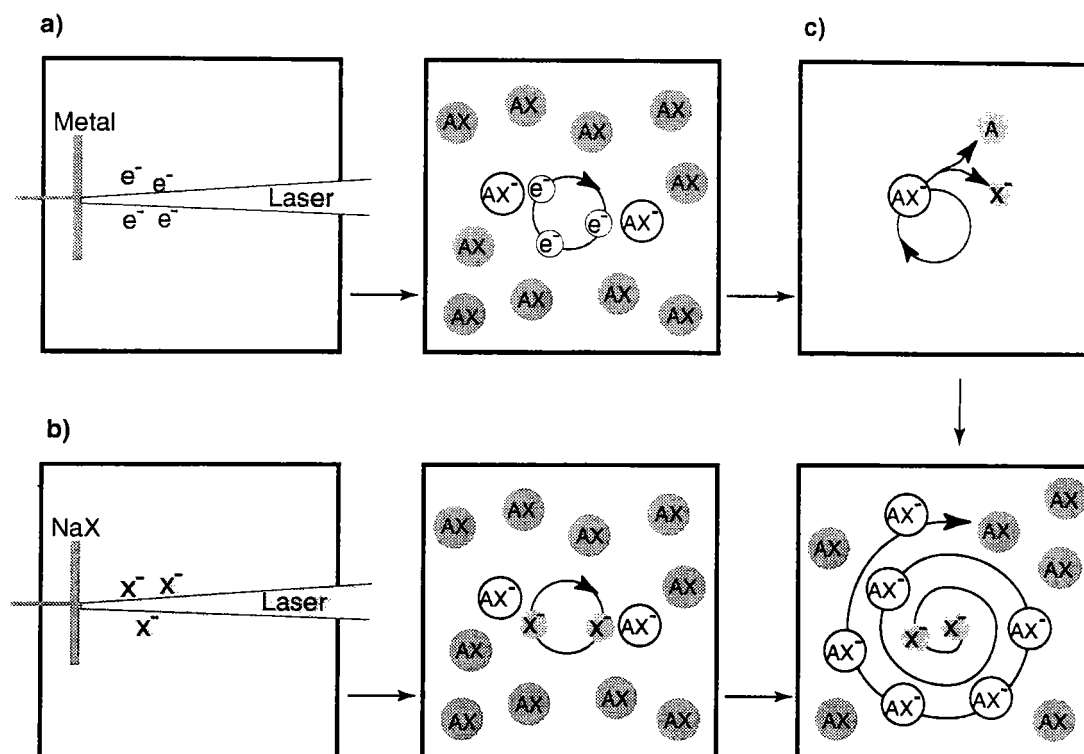 a)
Metal
e⁻ e⁻
e⁻ e⁻
Laser
AX AX AX AX
AX⁻ e⁻ e⁻ e⁻ AX⁻ AX
AX
AX AX AX AX
c)
AX⁻ A X⁻
b)
NaX
X⁻ X⁻
X⁻
Laser
AX AX AX AX
AX⁻ X⁻ X⁻ AX⁻ AX
AX
AX AX AX AX
AX⁻ AX AX
AX AX
AX⁻
X⁻ X⁻
AX⁻ AX⁻
AX⁻ AX⁻
AX AX